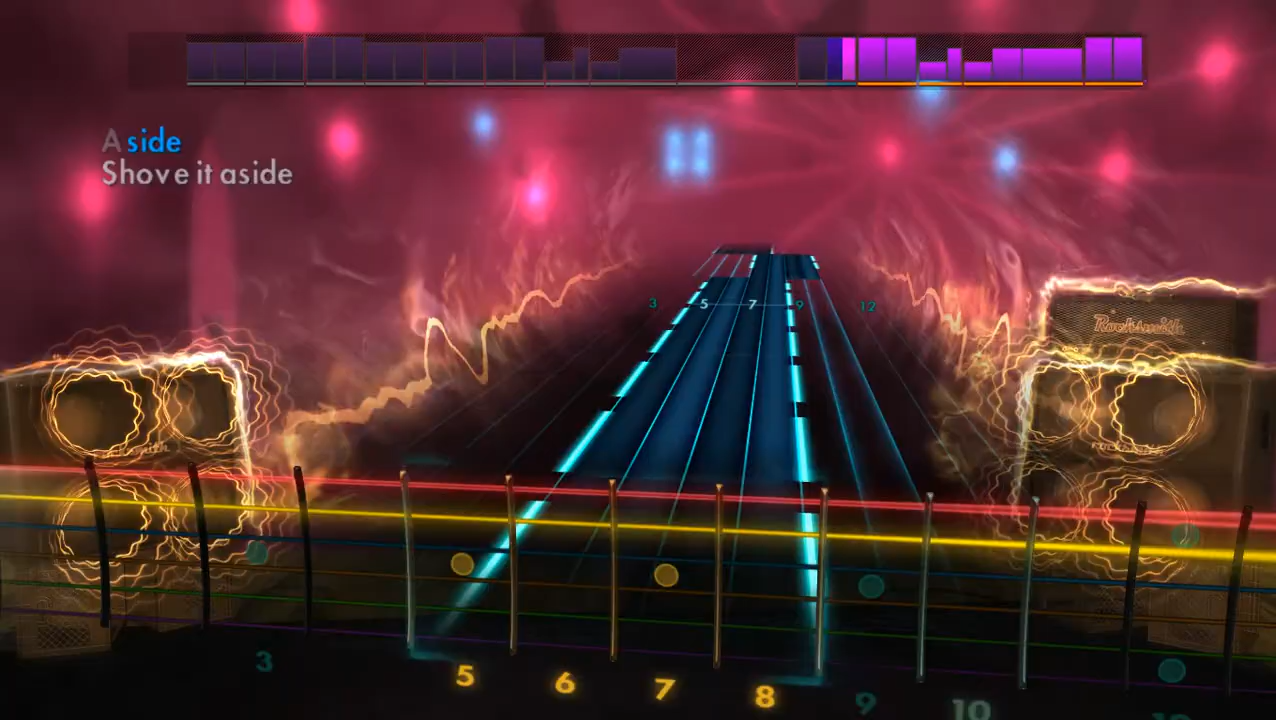 A side
Shove it aside
3 5 7 9 12
Rocksmith
3 5 6 7 8 9 10